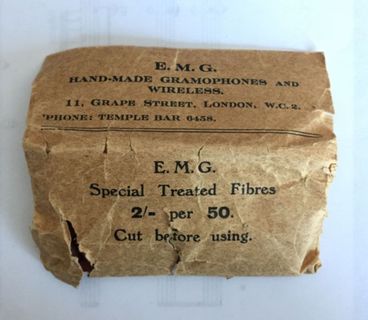 E. M. G.
HAND-MADE GRAMOPHONES AND
WIRELESS.
11, GRAPE STREET, LONDON, W.C.2.
'PHONE: TEMPLE BAR 6458.
E. M. G.
Special Treated Fibres
2/- per 50.
Cut before using.